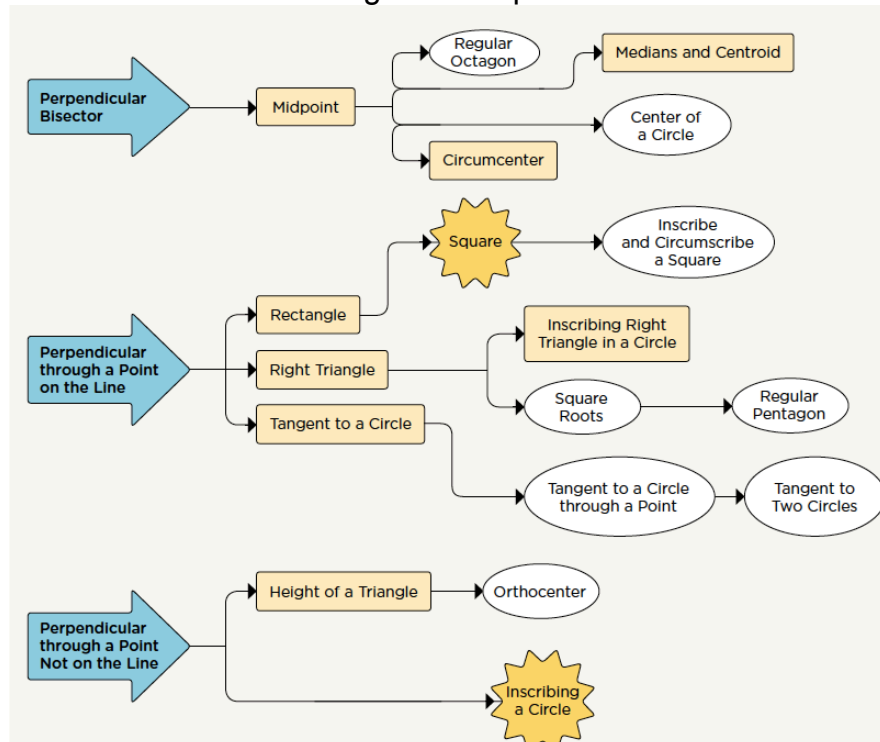 Regular
Octagon
Medians and Centroid
Perpendicular
Bisector
Midpoint
Center of
a Circle
Circumcenter
Square
Inscribe
and Circumscribe
a Square
Rectangle
Inscribing Right
Triangle in a Circle
Perpendicular
through a Point
on the Line
Right Triangle
Square
Roots
Regular
Pentagon
Tangent to a Circle
Tangent to a Circle
through a Point
Tangent to
Two Circles
Height of a Triangle
Orthocenter
Perpendicular
through a Point
Not on the Line
Inscribing
a Circle